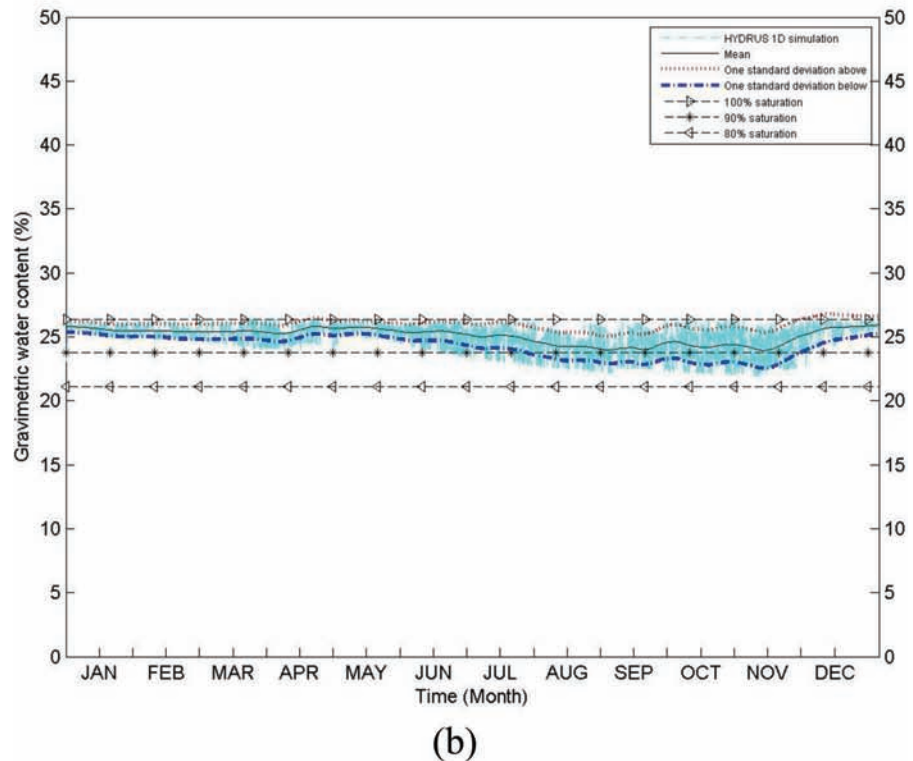 50
45
40
35
30
25
20
15
10
5
0
Gravimetric water content (%)
HYDRUS 1D simulation
Mean
One standard deviation above
One standard deviation below
100% saturation
90% saturation
80% saturation
50
45
40
35
30
25
20
15
10
5
0
JAN FEB MAR APR MAY JUN JUL AUG SEP OCT NOV DEC
Time (Month)
(b)